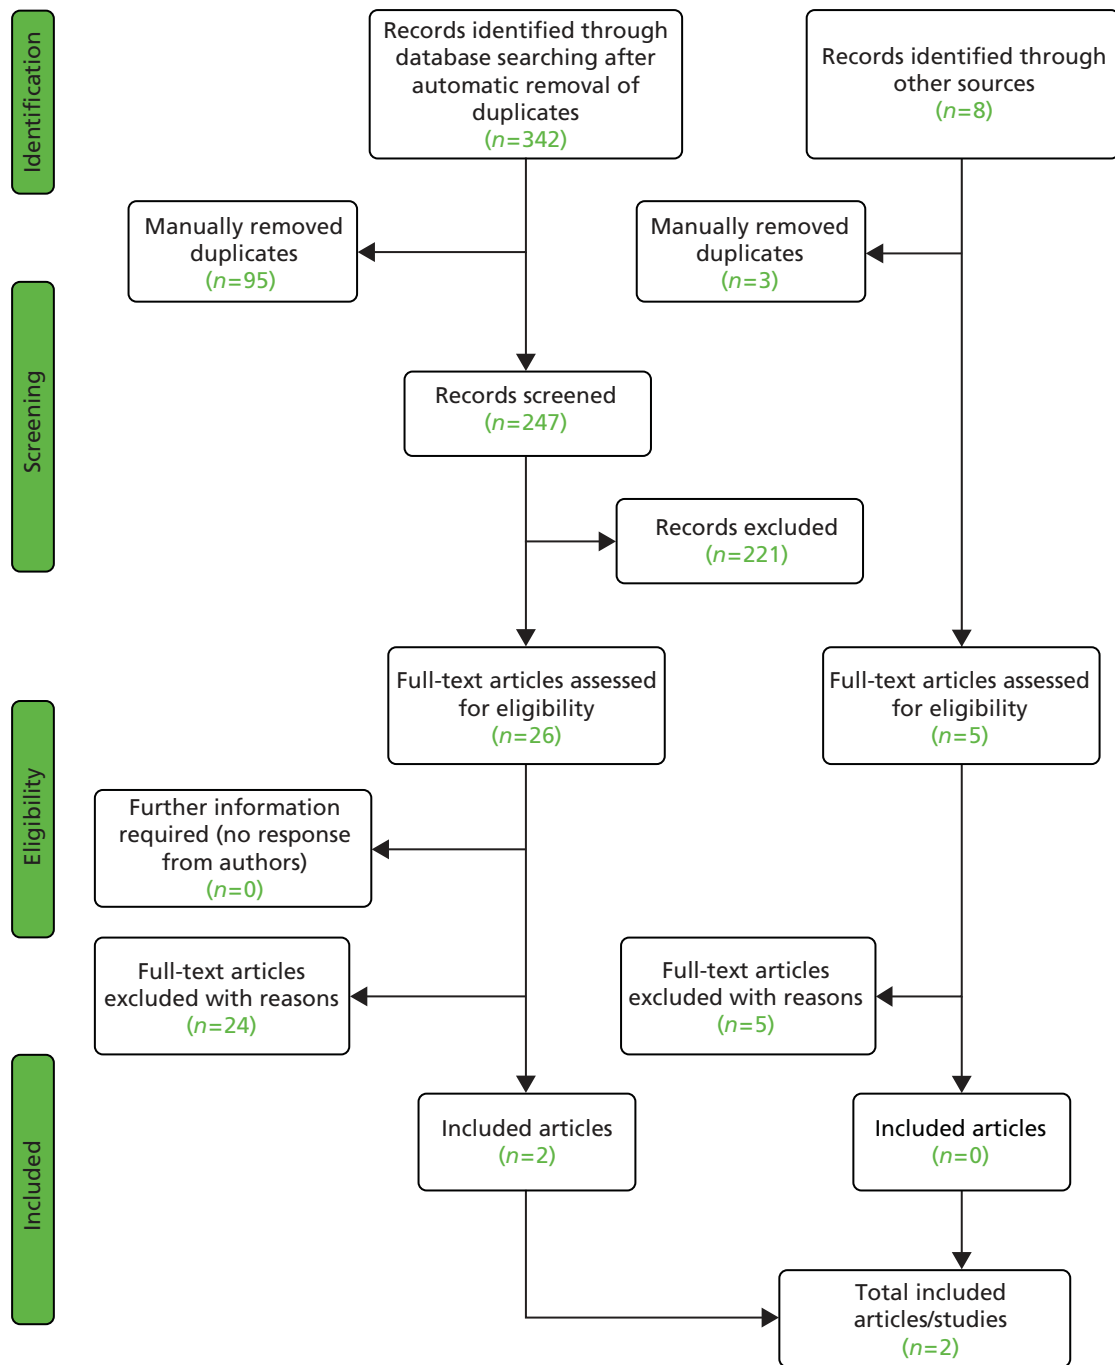 Identification
Records identified through
database searching after
automatic removal of
duplicates
(n=342)
Records identified through
other sources
(n=8)
Manually removed
duplicates
(n=95)
Manually removed
duplicates
(n=3)
Screening
Records screened
(n=247)
Records excluded
(n=221)
Full-text articles assessed
for eligibility
(n=26)
Full-text articles assessed
for eligibility
(n=5)
Eligibility
Further information
required (no response
from authors)
(n=0)
Full-text articles
excluded with reasons
(n=24)
Full-text articles
excluded with reasons
(n=5)
Included
Included articles
(n=2)
Included articles
(n=0)
Total included
articles/studies
(n=2)